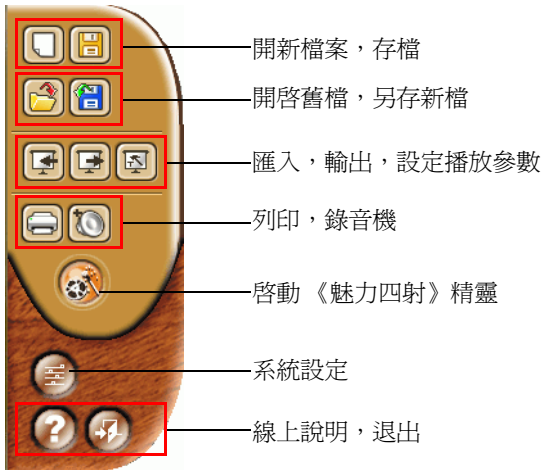 開新檔案，存檔
開啓舊檔，另存新檔
匯入，輸出，設定播放參數
列印，錄音機
啓動 《魅力四射》精靈
系統設定
線上說明，退出